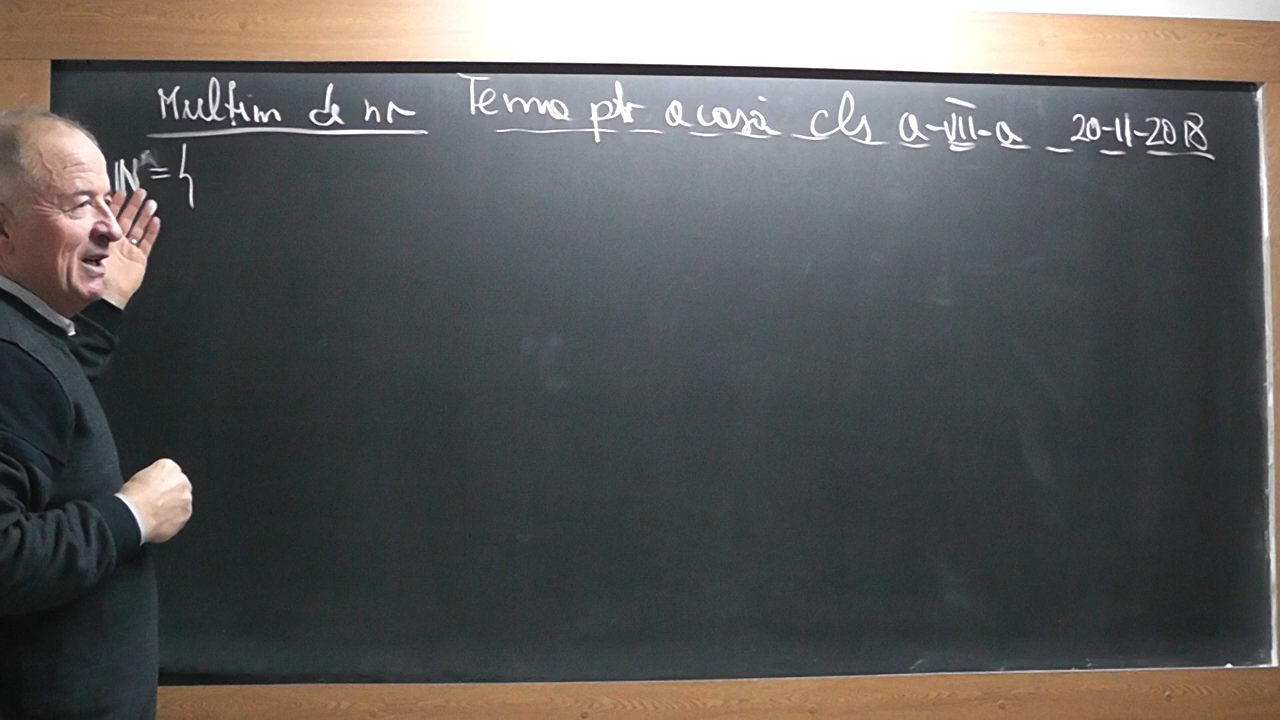 Multim de nr Tema ptr acasă cls a-VII-a 20-11-2018
IN* = {